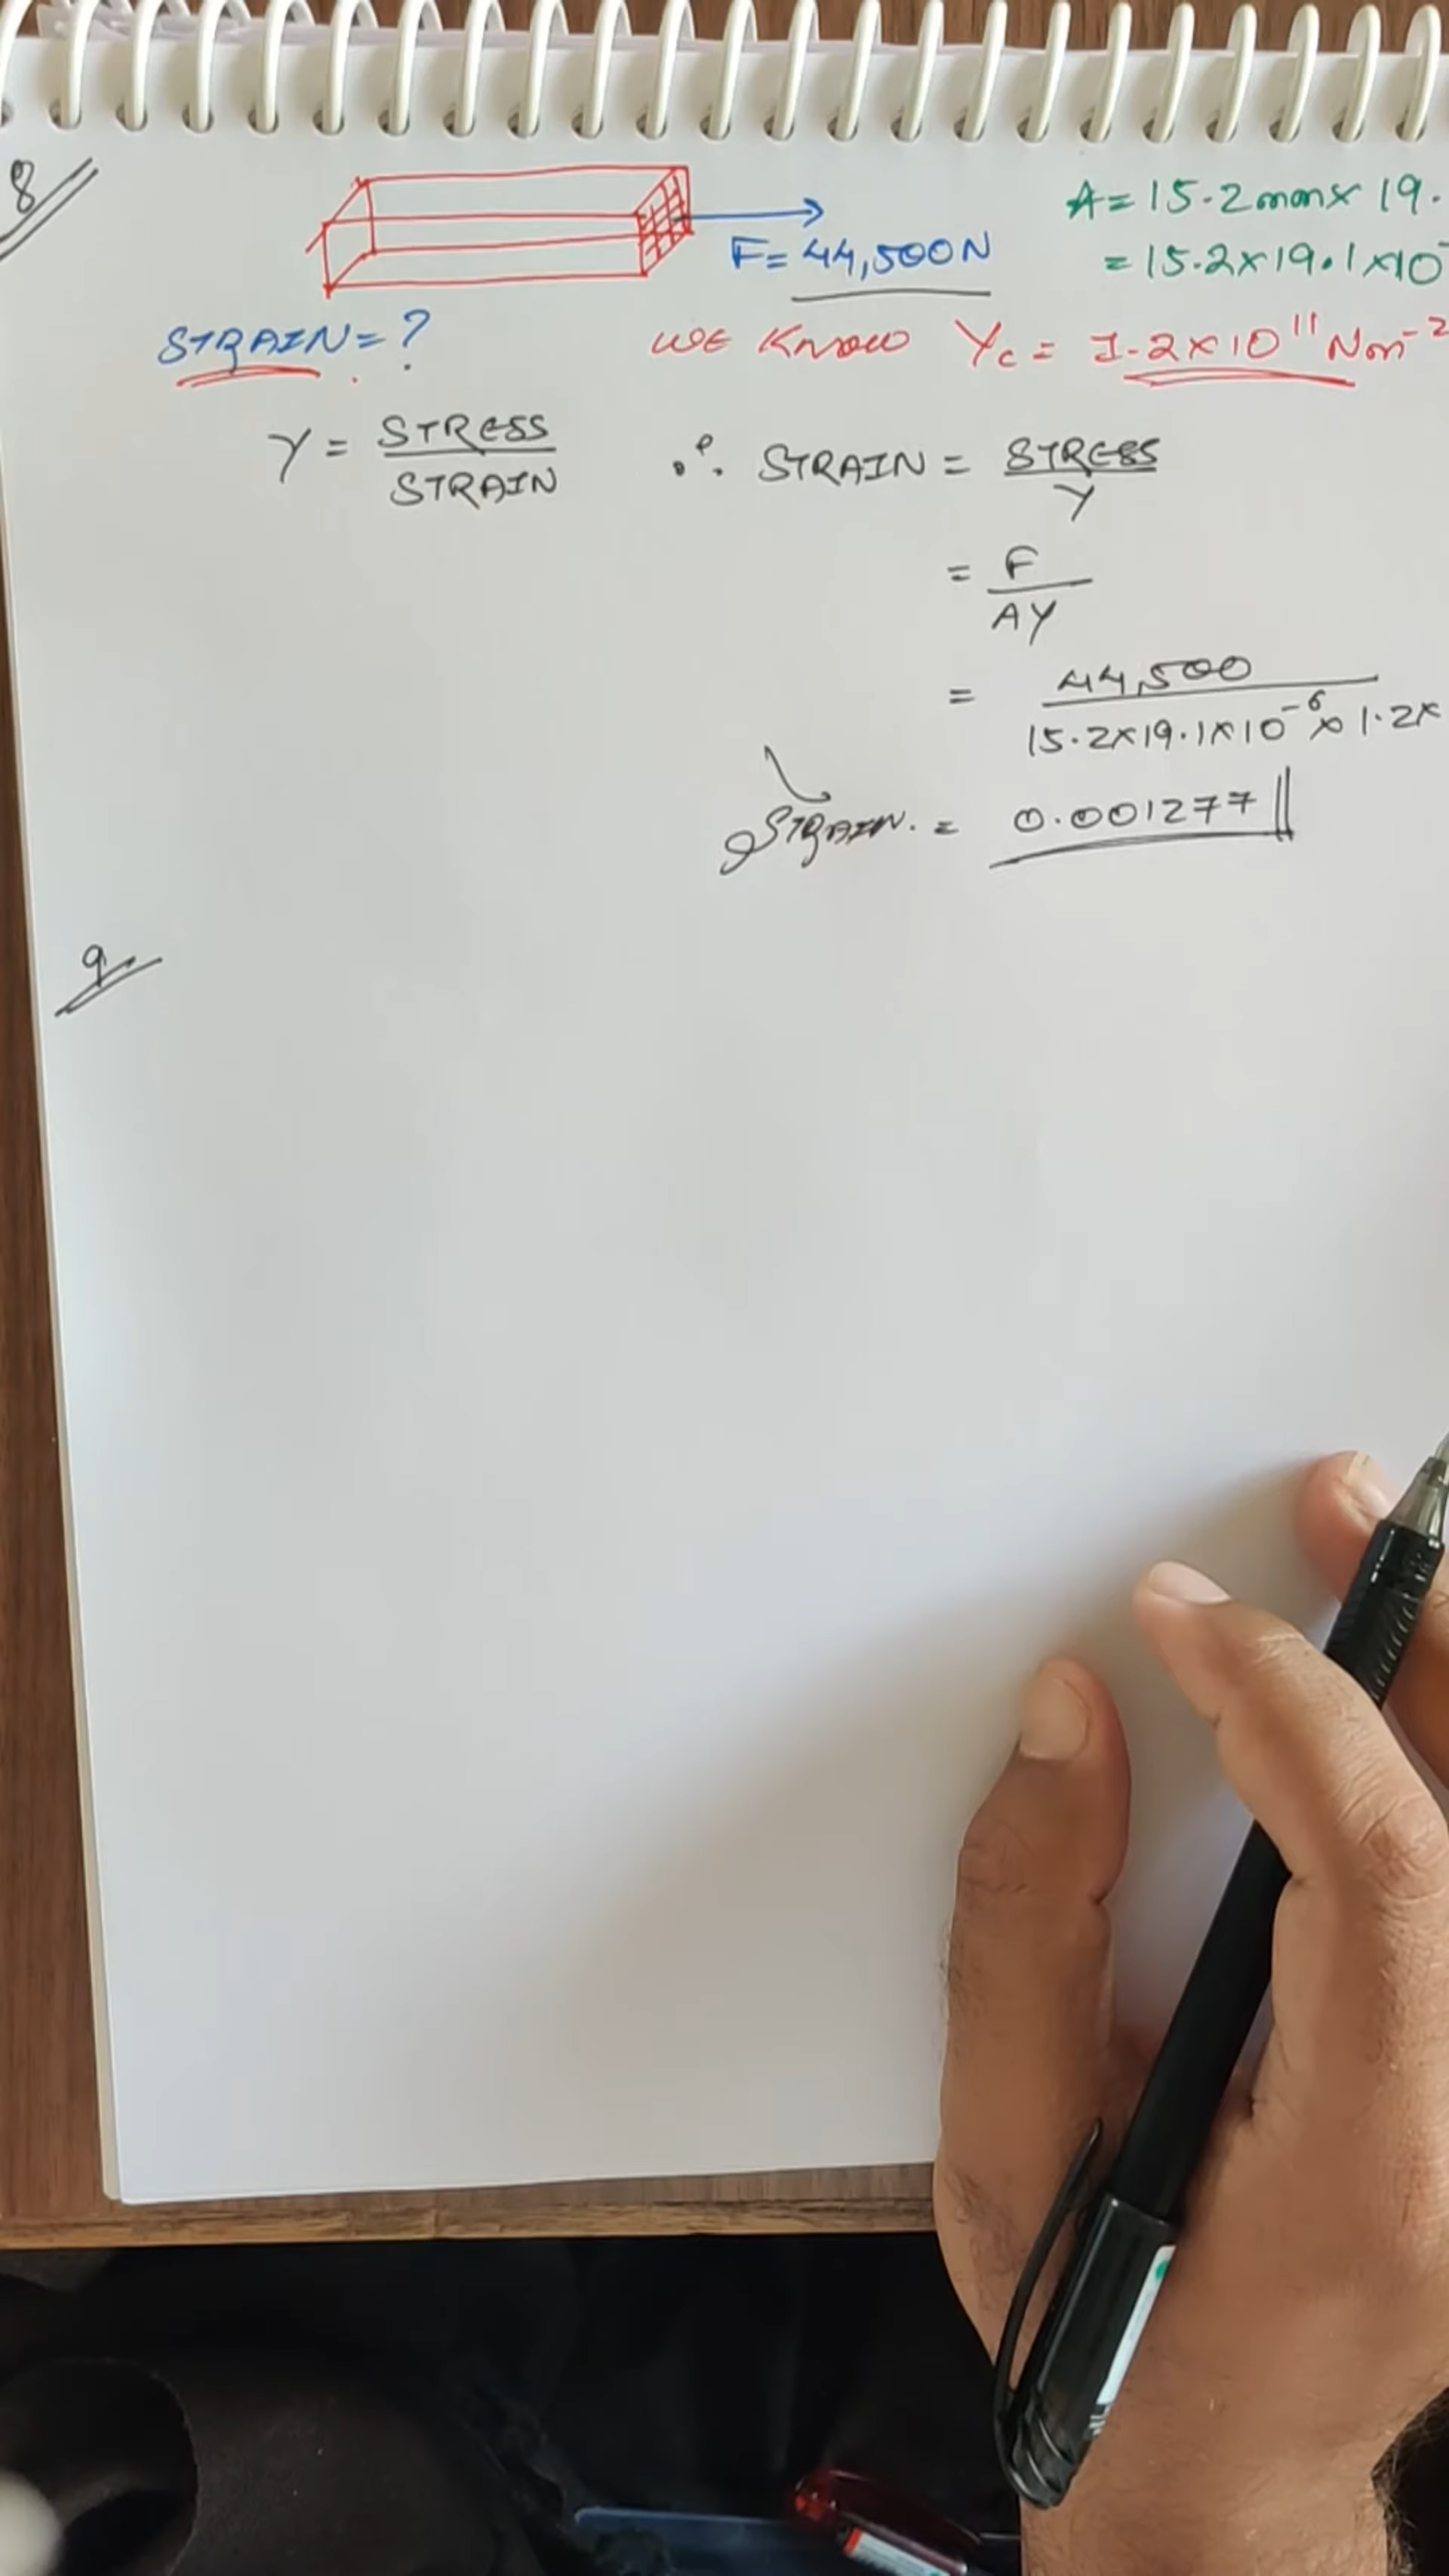 8
A = 15.2mm × 19.
F = 44,500N
= 15.2×19.1×10
STRAIN = ?
WE KNOW Yc = 1.2×10¹¹ Nm⁻²
Y = STRESS / STRAIN
∴ STRAIN = STRESS / Y
= F / AY
= 44,500 / 15.2×19.1×10⁻⁶ × 1.2×
STRAIN. = 0.001277
9